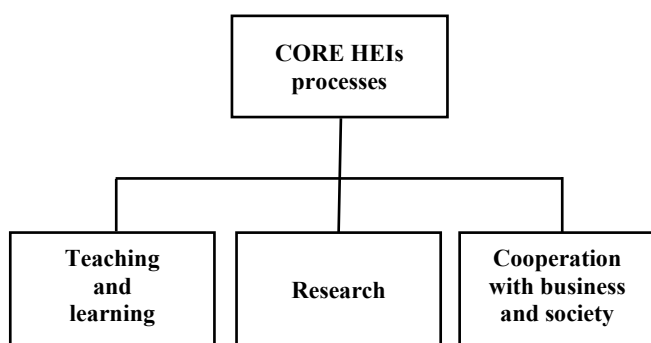 CORE HEIs
processes
Teaching
and
learning
Research
Cooperation
with business
and society